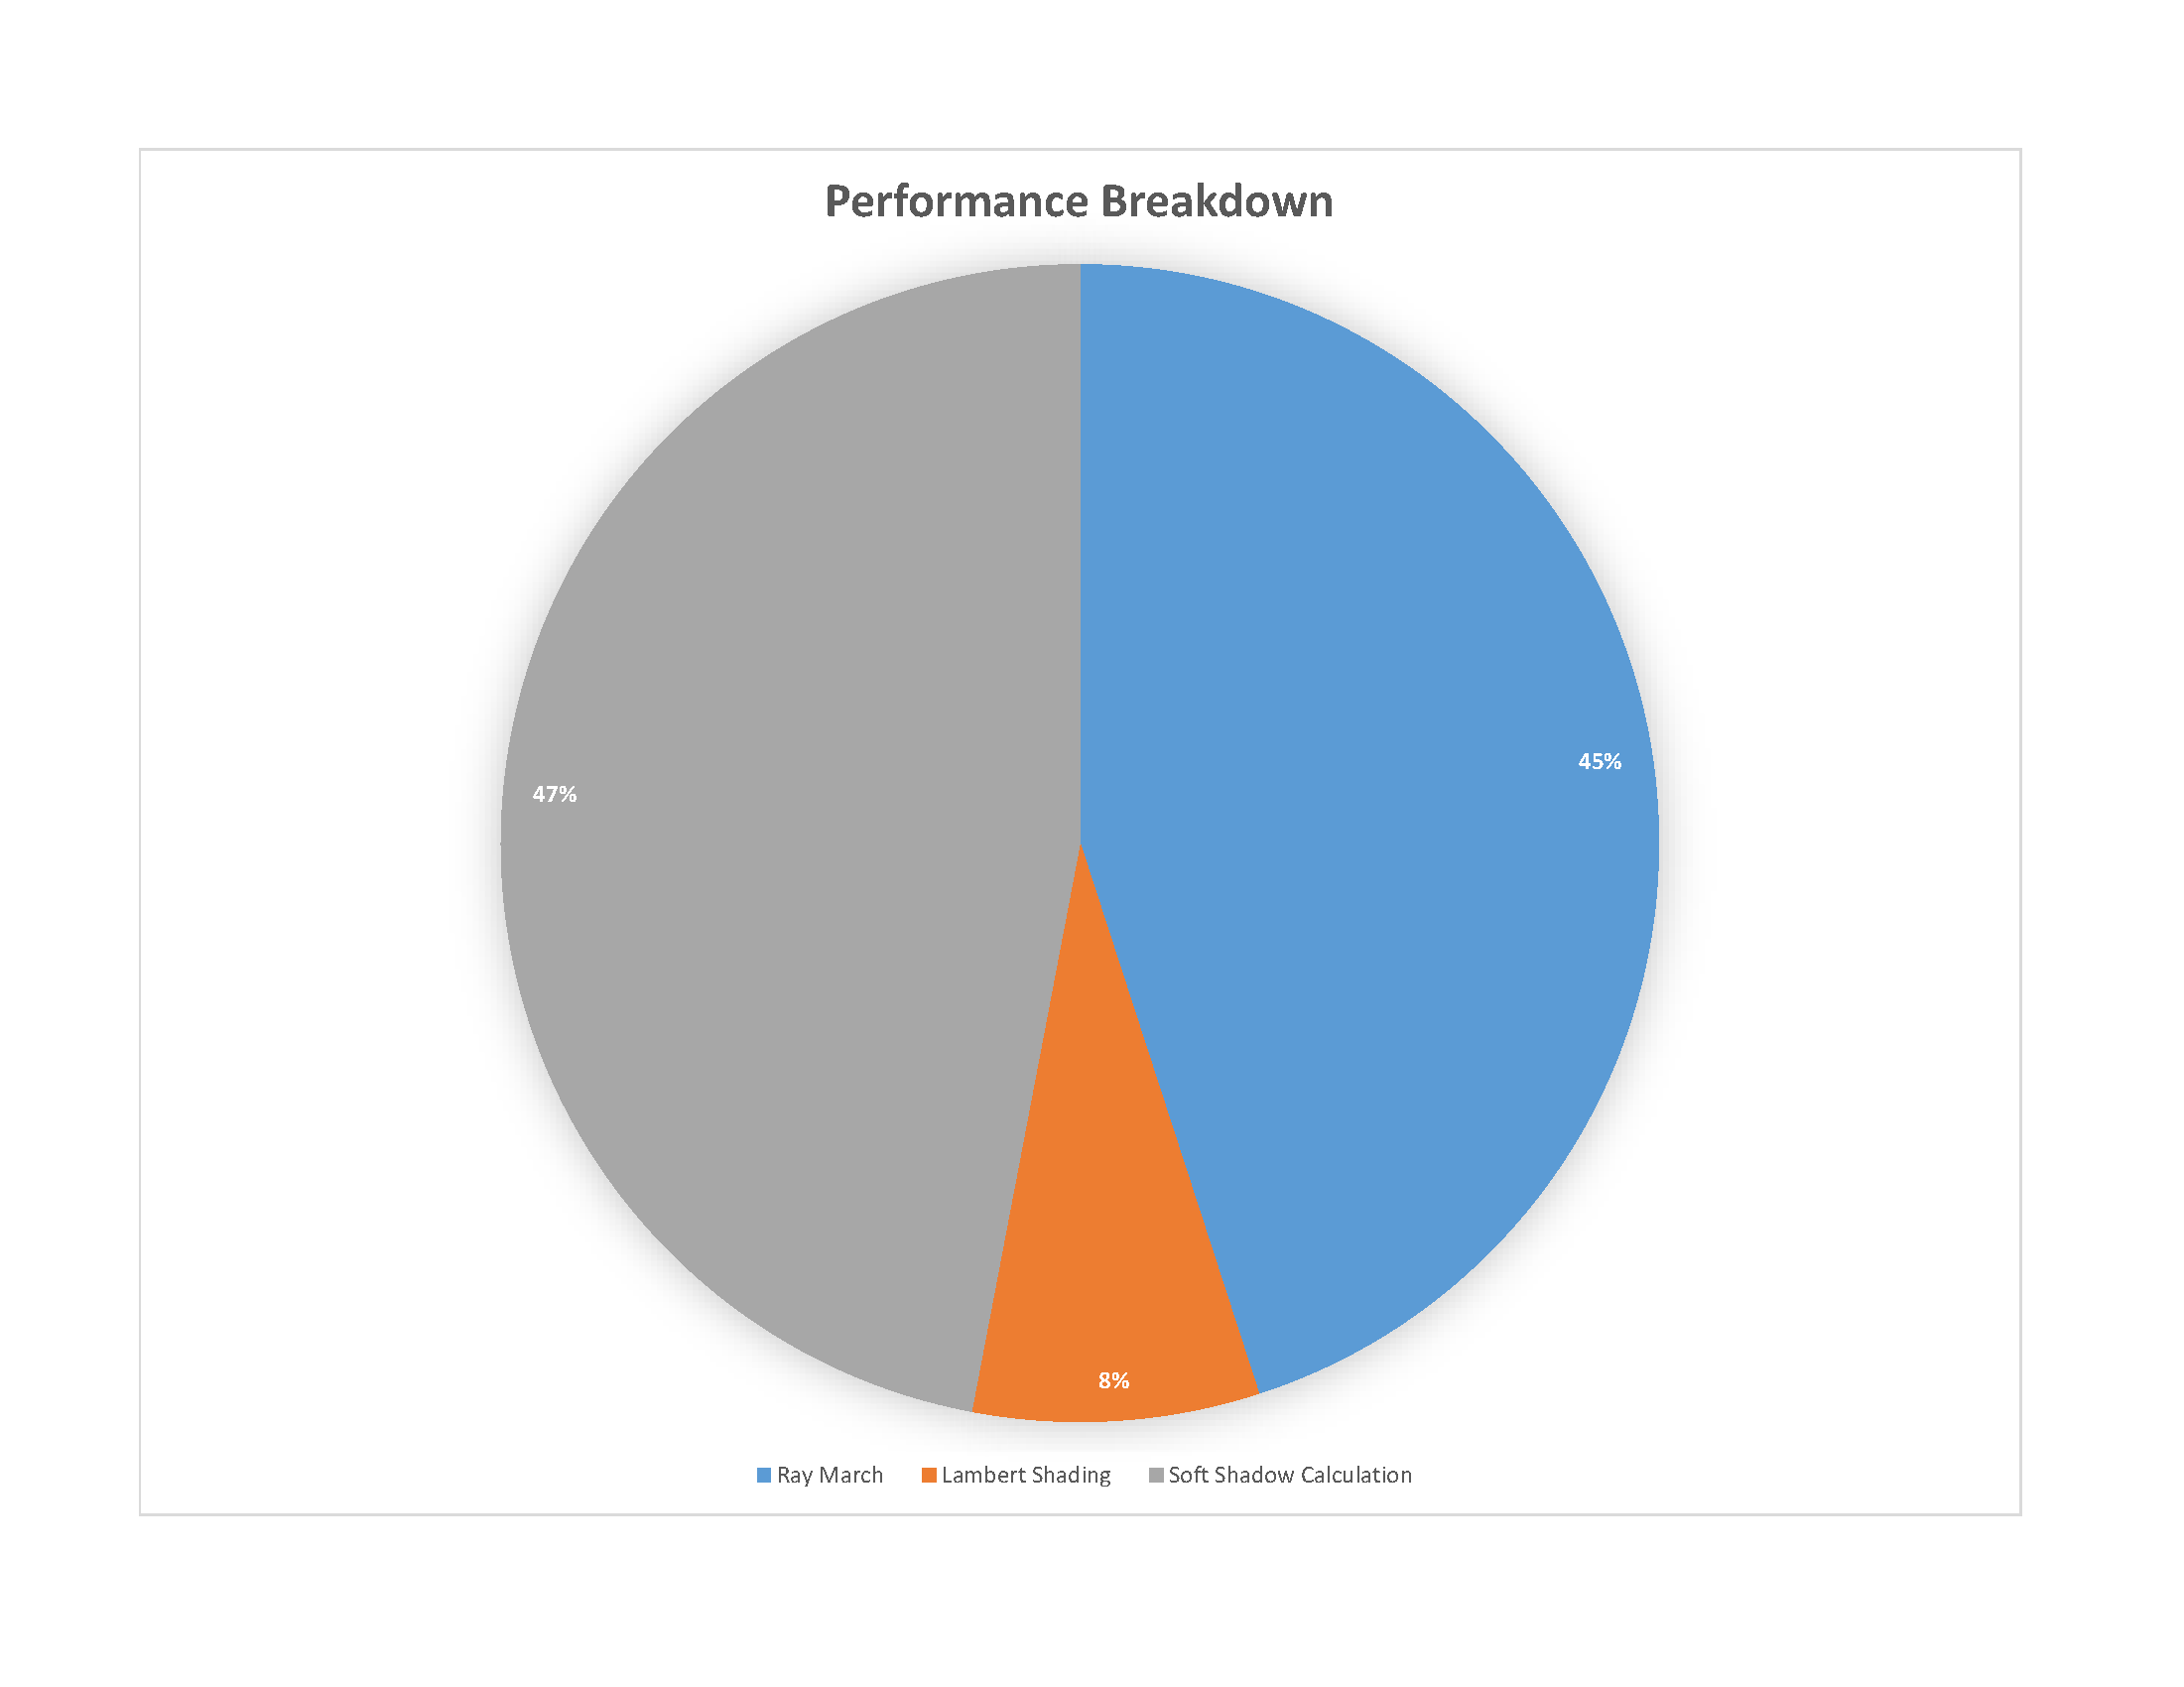 Performance Breakdown
45%
47%
8%
Ray March Lambert Shading Soft Shadow Calculation